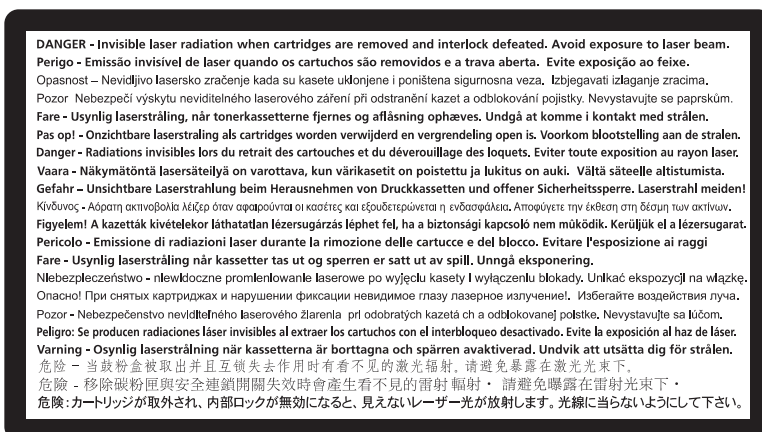 DANGER - Invisible laser radiation when cartridges are removed and interlock defeated. Avoid exposure to laser beam.
Perigo - Emissão invisível de laser quando os cartuchos são removidos e a trava aberta. Evite exposição ao feixe.
Opasnost – Nevidljivo lasersko zračenje kada su kasete uklonjene i poništena sigurnosna veza. Izbjegavati izlaganje zracima.
Pozor Nebezpečí výskytu neviditelného laserového záření při odstranění kazet a odblokování pojistky. Nevystavujte se paprskům.
Fare - Usynlig laserstråling, når tonerkassetterne fjernes og aflåsning ophæves. Undgå at komme i kontakt med strålen.
Pas op! - Onzichtbare laserstraling als cartridges worden verwijderd en vergrendeling open is. Voorkom blootstelling aan de stralen.
Danger - Radiations invisibles lors du retrait des cartouches et du déverouillage des loquets. Eviter toute exposition au rayon laser.
Vaara - Näkymätöntä lasersäteilyä on varottava, kun värikasetit on poistettu ja lukitus on auki. Vältä säteelle altistumista.
Gefahr – Unsichtbare Laserstrahlung beim Herausnehmen von Druckkassetten und offener Sicherheitssperre. Laserstrahl meiden!
Κίνδυνος - Αόρατη ακτινοβολία λέιζερ όταν αφαιρούνται οι κασέτες και εξουδετερώνεται η ενδασφάλεια. Αποφύγετε την έκθεση στη δέσμη των ακτίνων.
Figyelem! A kazetták kivételekor láthatatlan lézersugárzás léphet fel, ha a biztonsági kapcsoló nem mûködik. Kerüljük el a lézersugarat.
Pericolo - Emissione di radiazioni laser durante la rimozione delle cartucce e del blocco. Evitare l'esposizione ai raggi
Fare - Usynlig laserstråling når kassetter tas ut og sperren er satt ut av spill. Unngå eksponering.
Niebezpieczeństwo - niewidoczne promieniowanie laserowe po wyjęciu kasety i wyłączeniu blokady. Unikać ekspozycji na wiązkę.
Опасно! При снятых картриджах и нарушении фиксации невидимое глазу лазерное излучение!. Избегайте воздействия луча.
Pozor - Nebezpečenstvo neviditeľného laserového žiarenia pri odobratých kazetá ch a odblokovanej poistke. Nevystavujte sa lúčom.
Peligro: Se producen radiaciones láser invisibles al extraer los cartuchos con el interbloqueo desactivado. Evite la exposición al haz de láser.
Varning - Osynlig laserstrålning när kassetterna är borttagna och spärren avaktiverad. Undvik att utsätta dig för strålen.
危险 – 当鼓粉盒被取出并且互锁失去作用时有看不见的激光辐射. 请避免暴露在激光光束下。
危險 - 移除碳粉匣與安全連鎖開關失效時會產生看不見的雷射輻射・ 請避免曝露在雷射光束下・
危険：カートリッジが取外され、内部ロックが無効になると、見えないレーザー光が放射します。光線に当らないようにして下さい。